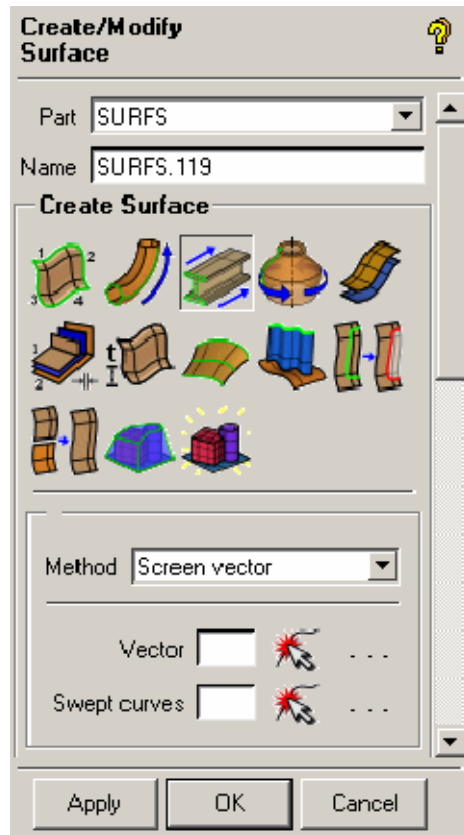 Create/Modify
Surface
Part SURFS
Name SURFS.119
Create Surface
1 2 3 4
1 2 t
Method Screen vector
Vector . . .
Swept curves . . .
Apply OK Cancel